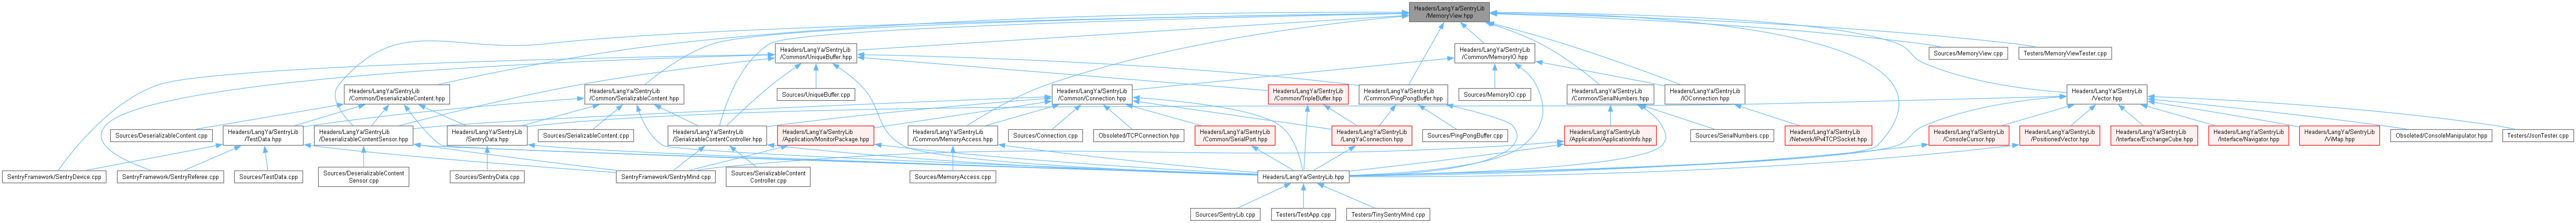 Headers/LangYa/SentryLib
/MemoryView.hpp
Headers/LangYa/SentryLib
/Common/UniqueBuffer.hpp
Headers/LangYa/SentryLib
/Common/MemoryIO.hpp
Sources/MemoryView.cpp
Testers/MemoryViewTester.cpp
Headers/LangYa/SentryLib
/Common/DeserializableContent.hpp
Headers/LangYa/SentryLib
/Common/SerializableContent.hpp
Sources/UniqueBuffer.cpp
Headers/LangYa/SentryLib
/Common/Connection.hpp
Headers/LangYa/SentryLib
/Common/TripleBuffer.hpp
Headers/LangYa/SentryLib
/Common/PingPongBuffer.hpp
Sources/MemoryIO.cpp
Headers/LangYa/SentryLib
/Common/SerialNumbers.hpp
Headers/LangYa/SentryLib
/IOConnection.hpp
Headers/LangYa/SentryLib
/Vector.hpp
Sources/DeserializableContent.cpp
Headers/LangYa/SentryLib
/TestData.hpp
Headers/LangYa/SentryLib
/DeserializableContentSensor.hpp
Headers/LangYa/SentryLib
/SentryData.hpp
Sources/SerializableContent.cpp
Headers/LangYa/SentryLib
/SerializableContentController.hpp
Headers/LangYa/SentryLib
/Application/MonitorPackage.hpp
Headers/LangYa/SentryLib
/Common/MemoryAccess.hpp
Sources/Connection.cpp
Obsoleted/TCPConnection.hpp
Headers/LangYa/SentryLib
/Common/SerialPort.hpp
Headers/LangYa/SentryLib
/LangYaConnection.hpp
Sources/PingPongBuffer.cpp
Headers/LangYa/SentryLib
/Application/ApplicationInfo.hpp
Sources/SerialNumbers.cpp
Headers/LangYa/SentryLib
/Network/IPv4TCPSocket.hpp
Headers/LangYa/SentryLib
/ConsoleCursor.hpp
Headers/LangYa/SentryLib
/PositionedVector.hpp
Headers/LangYa/SentryLib
/Interface/ExchangeCube.hpp
Headers/LangYa/SentryLib
/Interface/Navigator.hpp
Headers/LangYa/SentryLib
/ViMap.hpp
Obsoleted/ConsoleManipulator.hpp
Testers/JsonTester.cpp
SentryFramework/SentryDevice.cpp
SentryFramework/SentryReferee.cpp
Sources/TestData.cpp
Sources/DeserializableContent
Sensor.cpp
Sources/SentryData.cpp
SentryFramework/SentryMind.cpp
Sources/SerializableContent
Controller.cpp
Sources/MemoryAccess.cpp
Headers/LangYa/SentryLib.hpp
Sources/SentryLib.cpp
Testers/TestApp.cpp
Testers/TinySentryMind.cpp